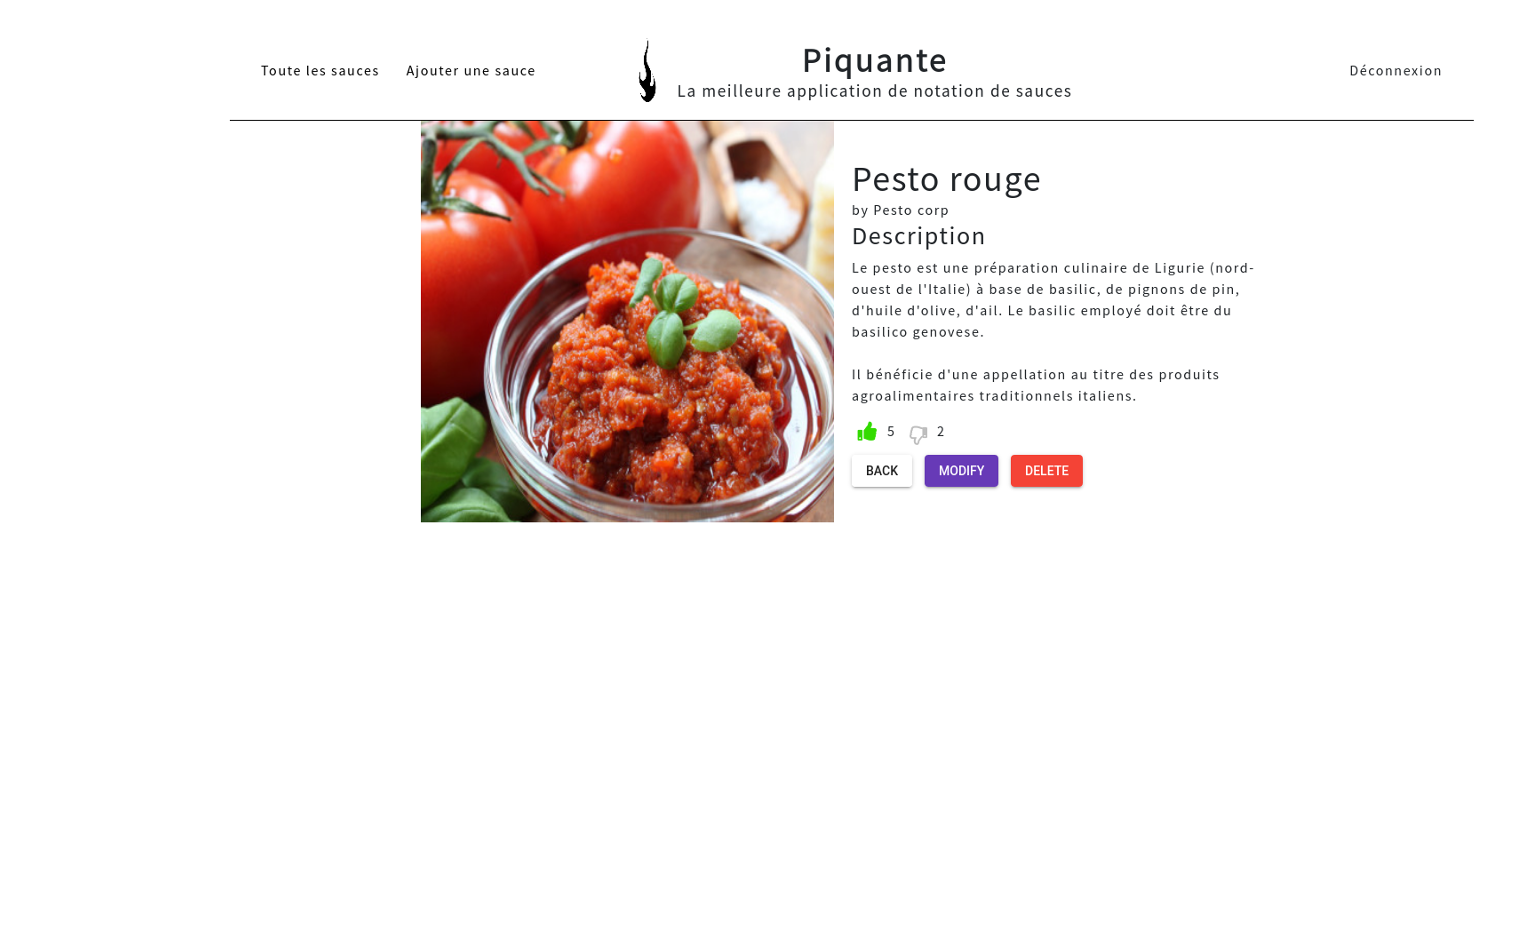 Toute les sauces
Ajouter une sauce
Piquante
La meilleure application de notation de sauces
Déconnexion
Pesto rouge
by Pesto corp
Description
Le pesto est une préparation culinaire de Ligurie (nord-
ouest de l'Italie) à base de basilic, de pignons de pin,
d'huile d'olive, d'ail. Le basilic employé doit être du
basilico genovese.
Il bénéficie d'une appellation au titre des produits
agroalimentaires traditionnels italiens.
5 2
BACK MODIFY DELETE